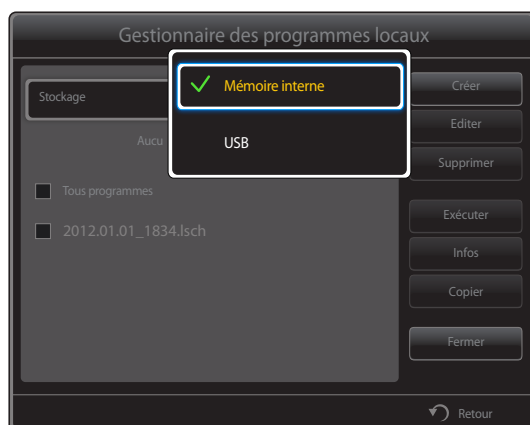 Gestionnaire des programmes locaux
Stockage
Mémoire interne
USB
Aucu
Tous programmes
2012.01.01_1834.lsch
Créer
Editer
Supprimer
Exécuter
Infos
Copier
Fermer
Retour